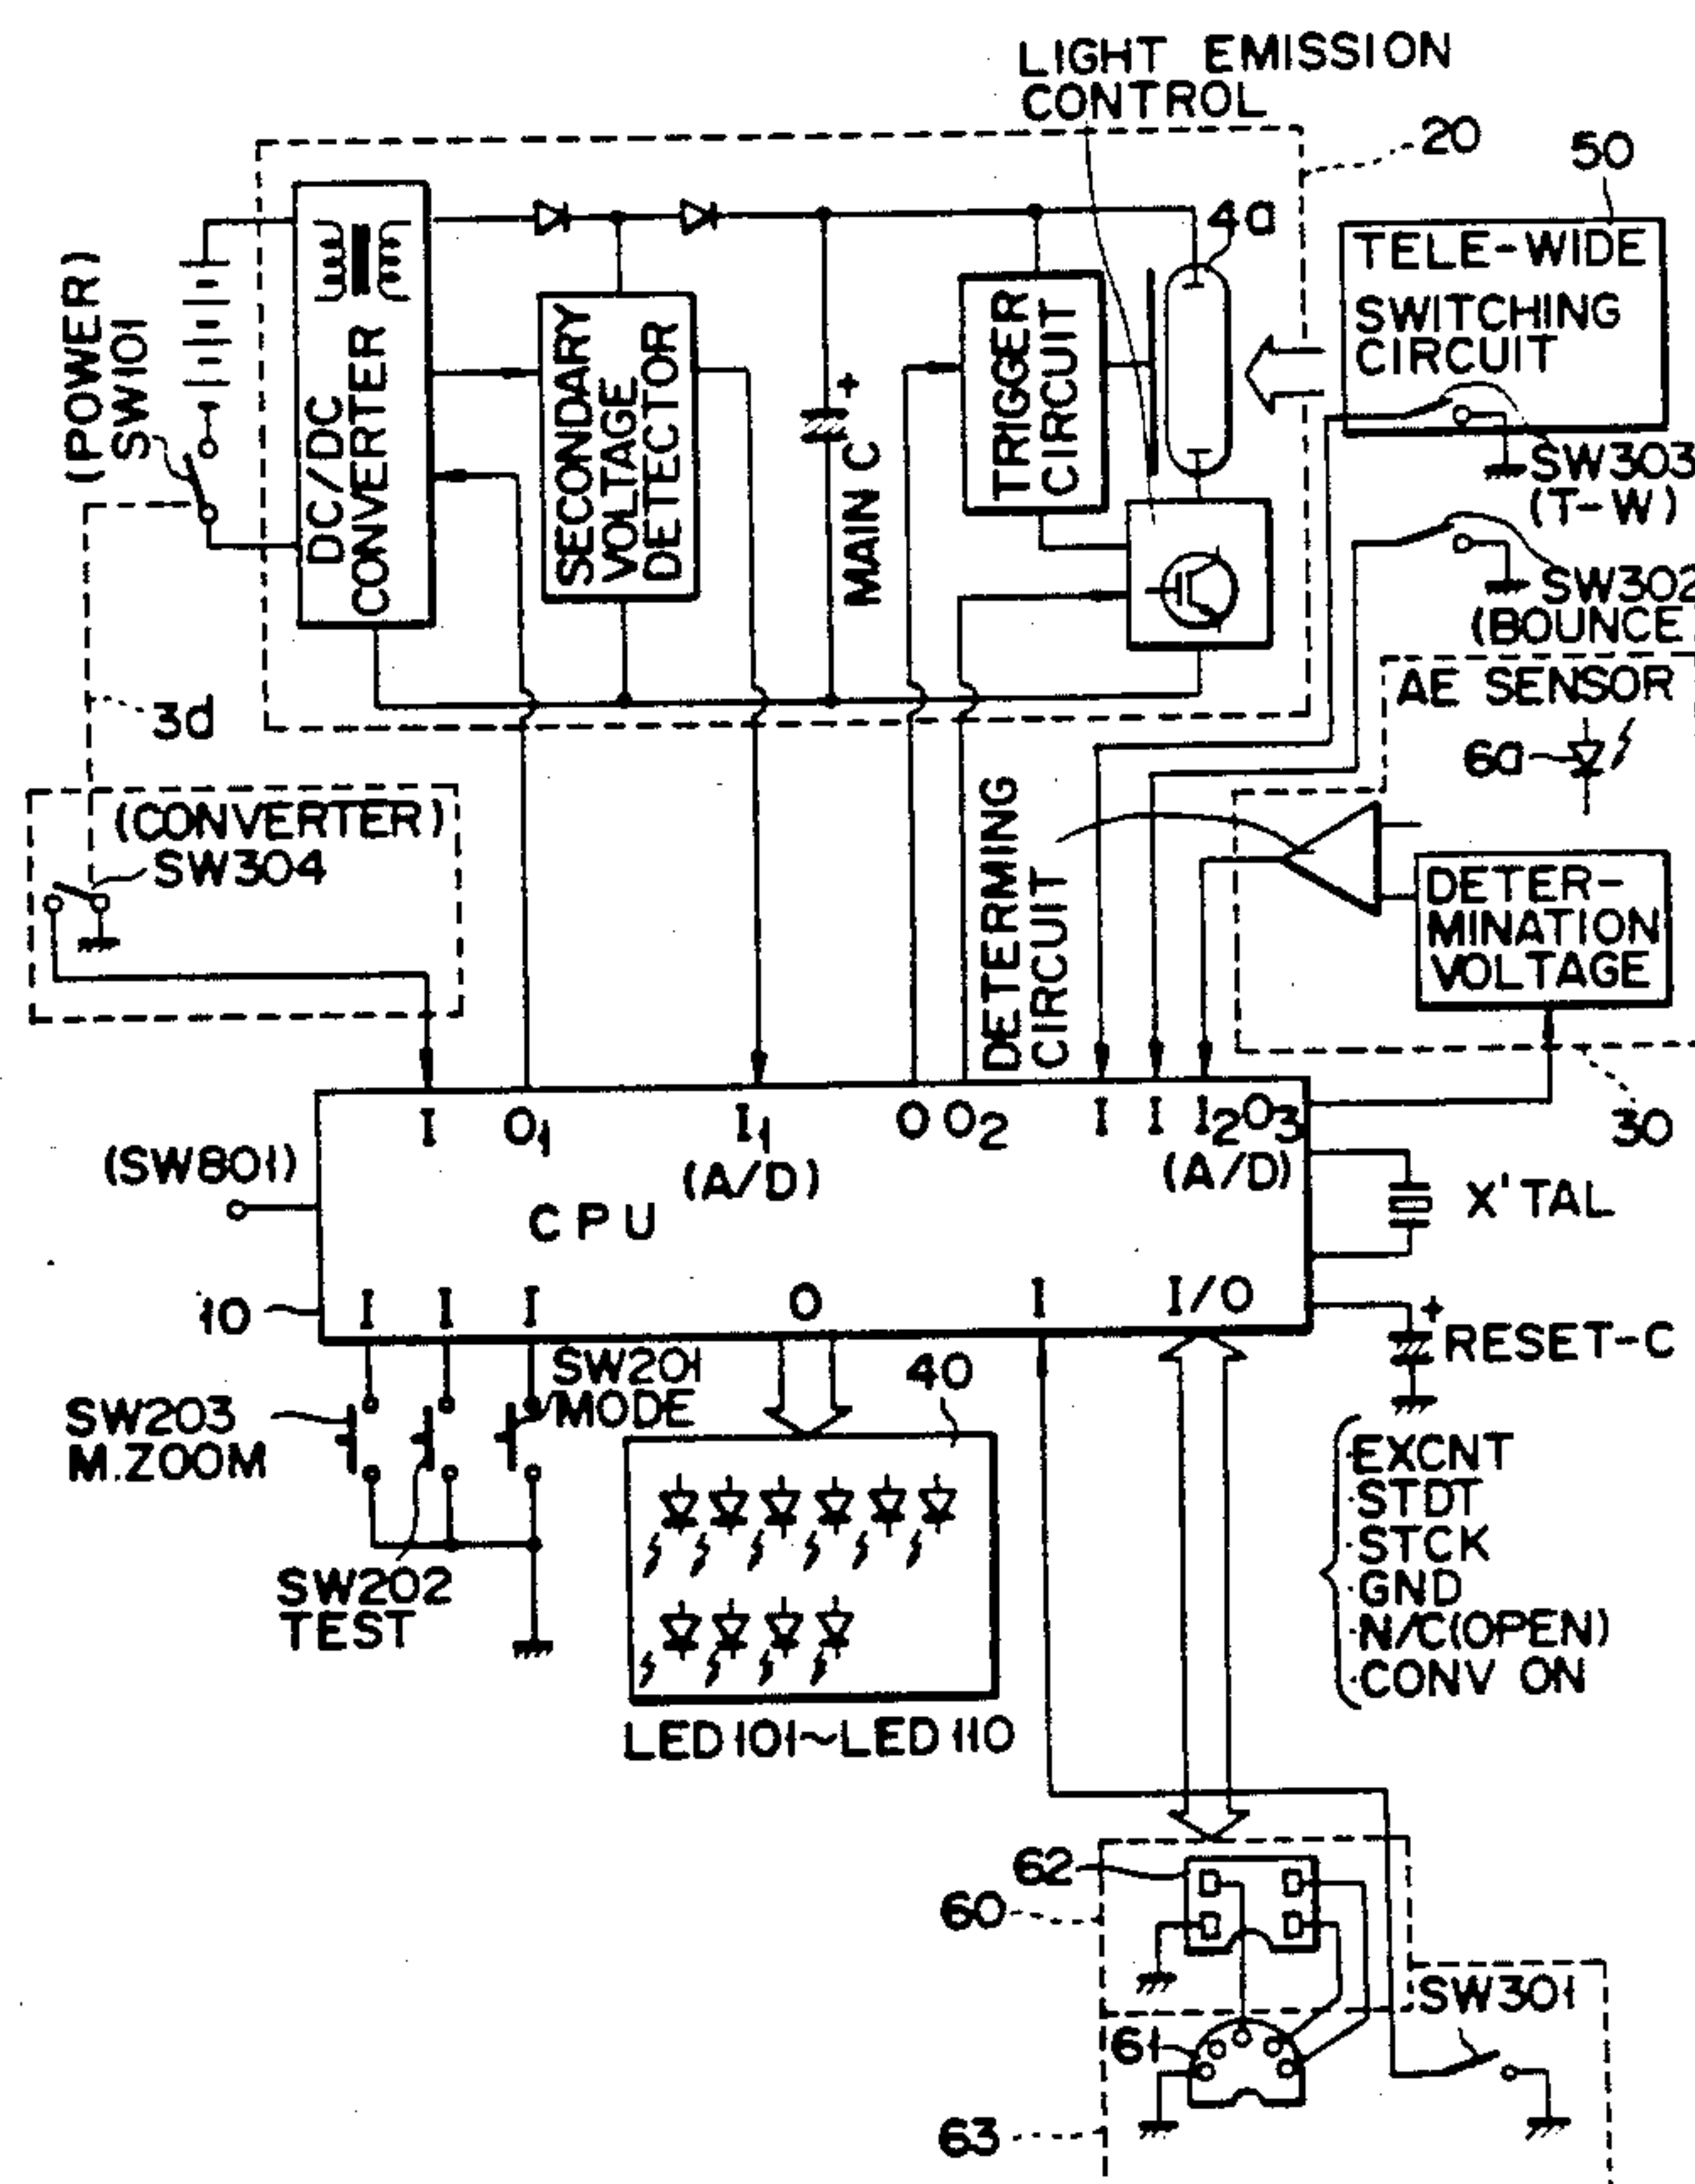 LIGHT EMISSION
CONTROL
20
50
4a
TELE-WIDE
SWITCHING
CIRCUIT
(POWER)
SW101
DC/DC
CONVERTER
SECONDARY
VOLTAGE
DETECTOR
+
MAIN C
TRIGGER
CIRCUIT
SW303
(T-W)
SW302
(BOUNCE
AE SENSOR
6a
3d
(CONVERTER)
SW304
DETERMING
CIRCUIT
DETER-
MINATION
VOLTAGE
30
I O1 I1 O O2 I I I2 O3
(A/D) (A/D)
(SW801)
CPU
X'TAL
10
I I I O I I/O
+
RESET-C
SW201
MODE
40
SW203
M.ZOOM
SW202
TEST
EXCNT
STDT
STCK
GND
N/C(OPEN)
CONV ON
LED101~LED110
62
60
SW301
61
63